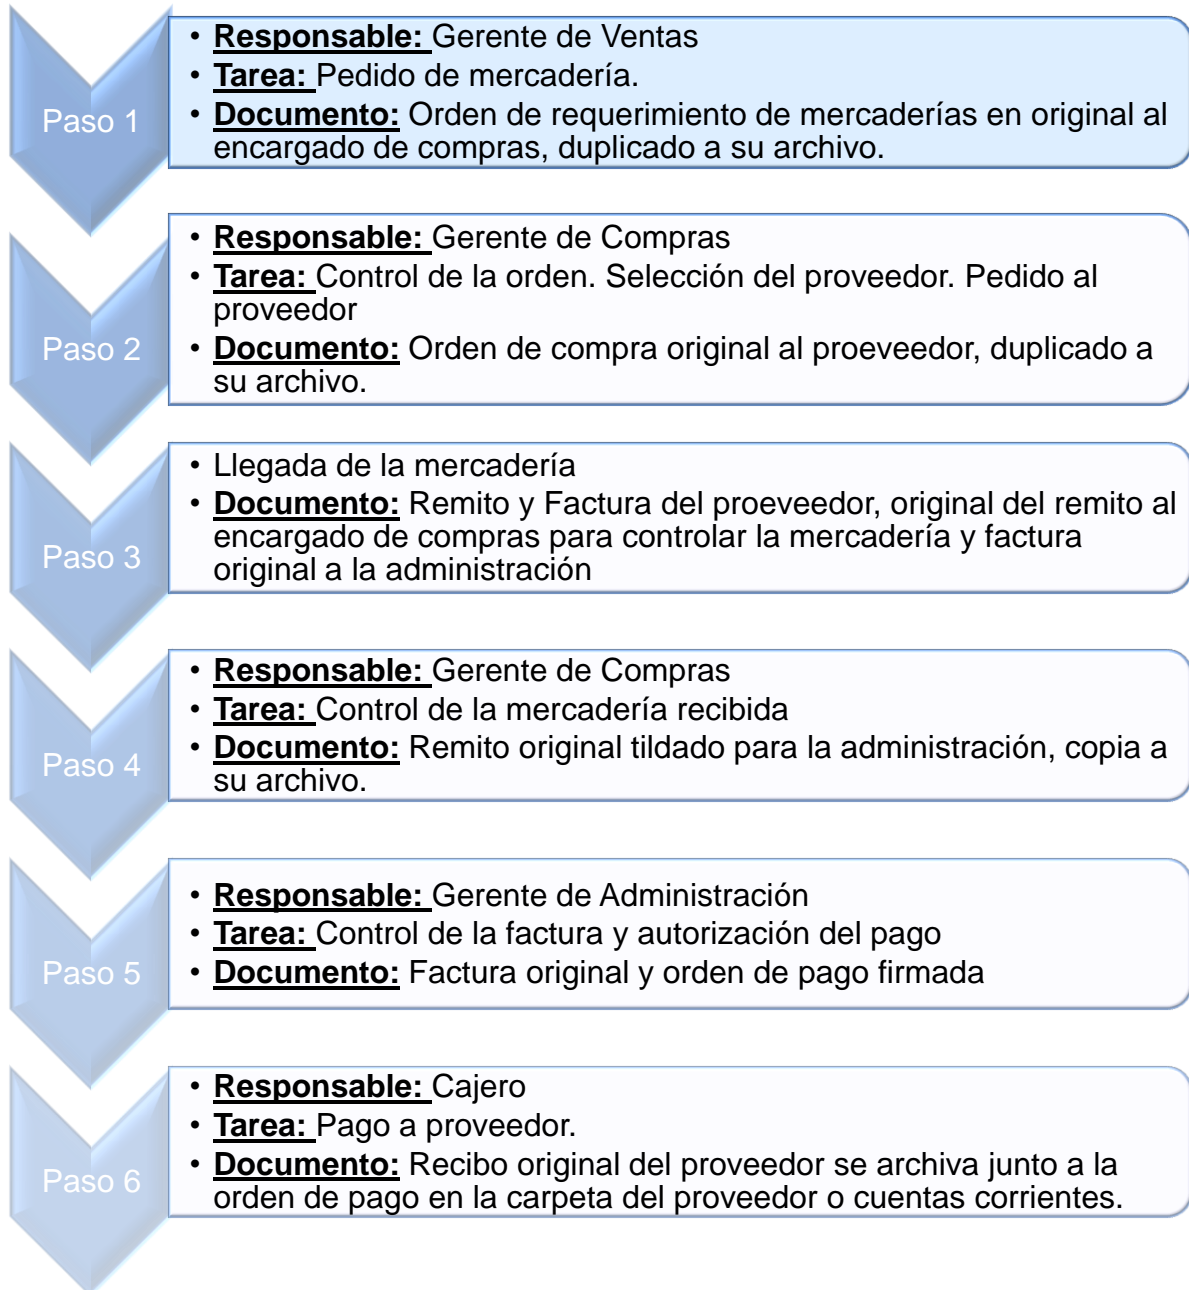 Paso 1
• Responsable: Gerente de Ventas
• Tarea: Pedido de mercadería.
• Documento: Orden de requerimiento de mercaderías en original al
encargado de compras, duplicado a su archivo.
Paso 2
• Responsable: Gerente de Compras
• Tarea: Control de la orden. Selección del proveedor. Pedido al
proveedor
• Documento: Orden de compra original al proeveedor, duplicado a
su archivo.
Paso 3
• Llegada de la mercadería
• Documento: Remito y Factura del proeveedor, original del remito al
encargado de compras para controlar la mercadería y factura
original a la administración
Paso 4
• Responsable: Gerente de Compras
• Tarea: Control de la mercadería recibida
• Documento: Remito original tildado para la administración, copia a
su archivo.
Paso 5
• Responsable: Gerente de Administración
• Tarea: Control de la factura y autorización del pago
• Documento: Factura original y orden de pago firmada
Paso 6
• Responsable: Cajero
• Tarea: Pago a proveedor.
• Documento: Recibo original del proveedor se archiva junto a la
orden de pago en la carpeta del proveedor o cuentas corrientes.